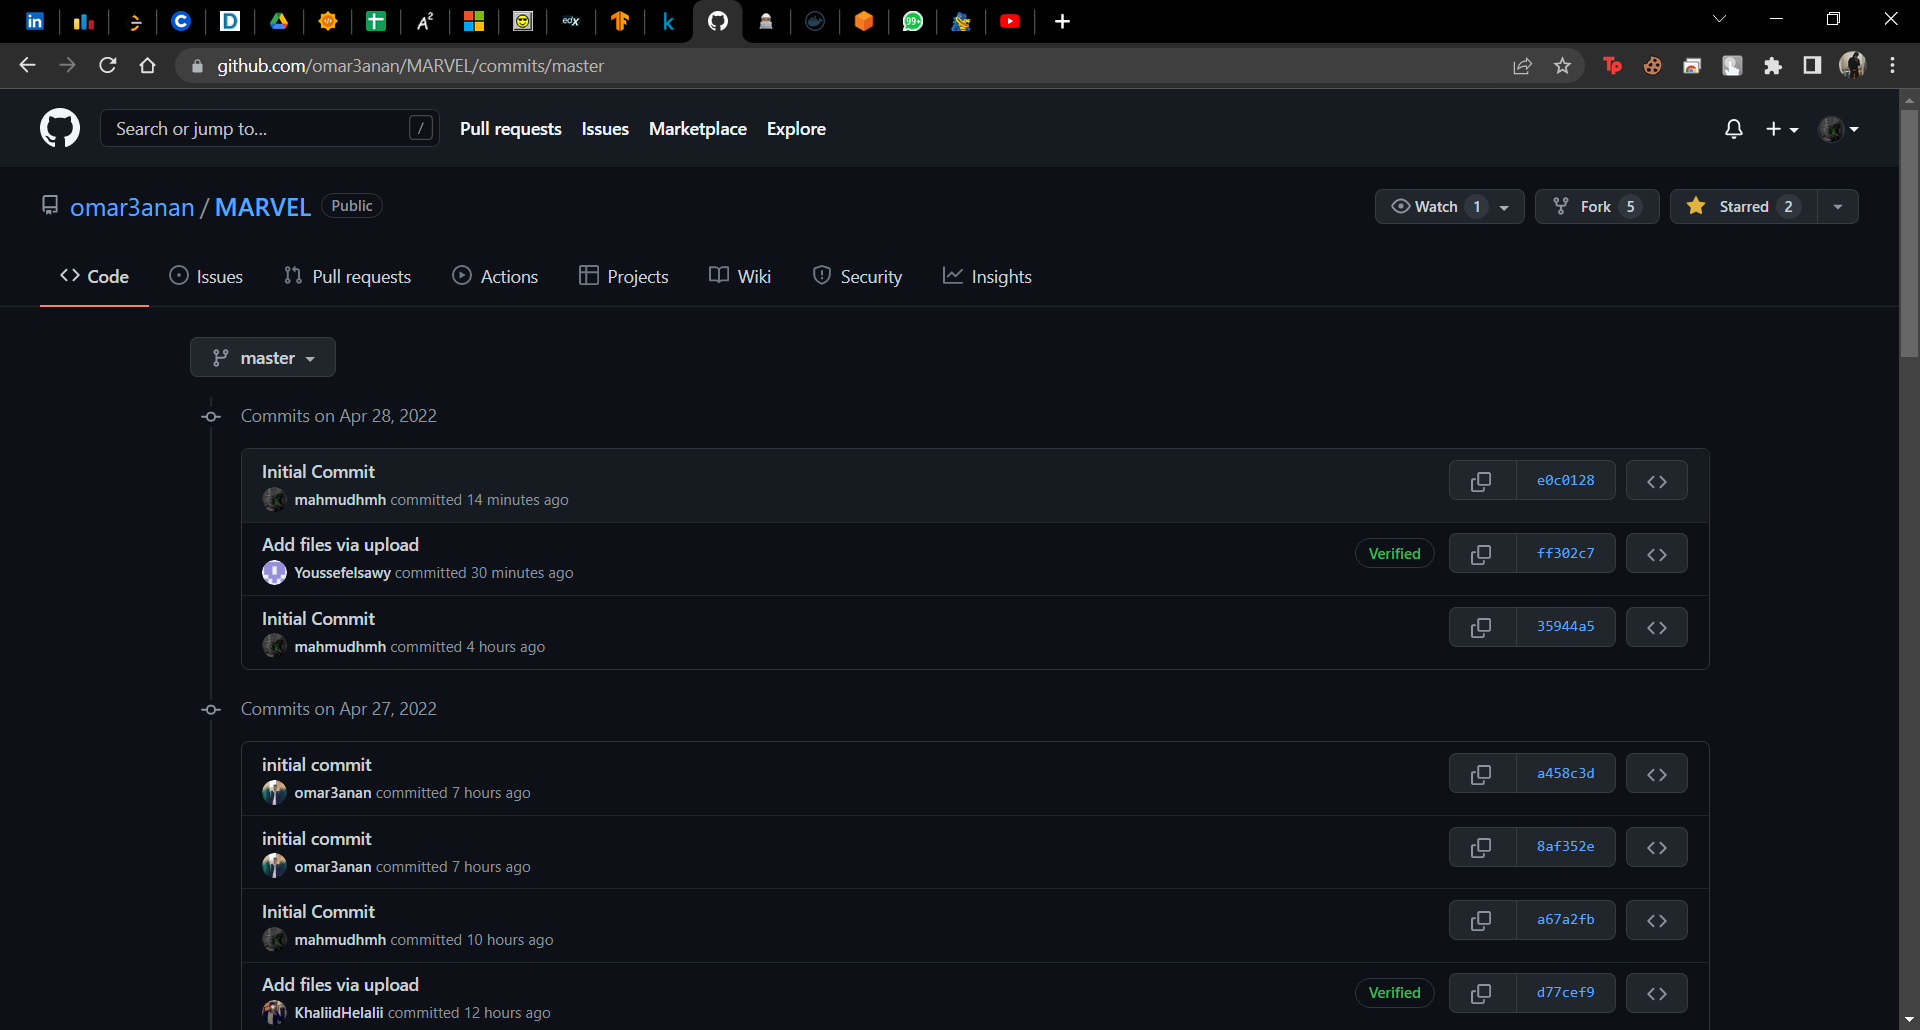 github.com/omar3anan/MARVEL/commits/master
Search or jump to... /
Pull requests Issues Marketplace Explore
omar3anan / MARVEL Public
Watch 1 Fork 5 Starred 2
Code Issues Pull requests Actions Projects Wiki Security Insights
master
Commits on Apr 28, 2022
Initial Commit
mahmudhmh committed 14 minutes ago
e0c0128
Add files via upload
Youssefelsawy committed 30 minutes ago
Verified ff302c7
Initial Commit
mahmudhmh committed 4 hours ago
35944a5
Commits on Apr 27, 2022
initial commit
omar3anan committed 7 hours ago
a458c3d
initial commit
omar3anan committed 7 hours ago
8af352e
Initial Commit
mahmudhmh committed 10 hours ago
a67a2fb
Add files via upload
KhaliidHelalii committed 12 hours ago
Verified d77cef9